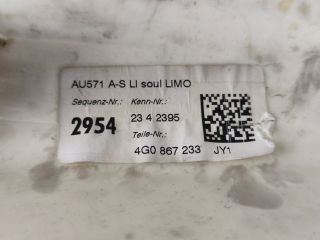 AU571 A-S LI soul LIMO
Sequenz-Nr.: Kenn-Nr.:
2954 23 4 2395
Teile-Nr.:
4G0 867 233 JY1